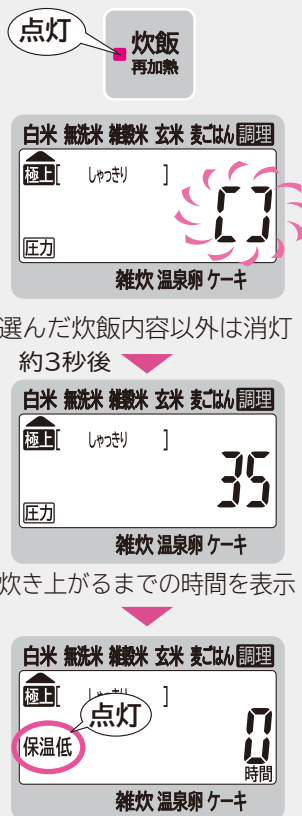 点灯
炊飯
再加熱
白米 無洗米 雑穀米 玄米 麦ごはん 調理
極上[ しゃっきり ]
圧力
雑炊 温泉卵 ケーキ
選んだ炊飯内容以外は消灯
約3秒後
白米 無洗米 雑穀米 玄米 麦ごはん 調理
極上[ しゃっきり ]
35
圧力
雑炊 温泉卵 ケーキ
炊き上がるまでの時間を表示
白米 無洗米 雑穀米 玄米 麦ごはん 調理
極上[ しゃっきり ]
点灯
保温低
0
時間
雑炊 温泉卵 ケーキ